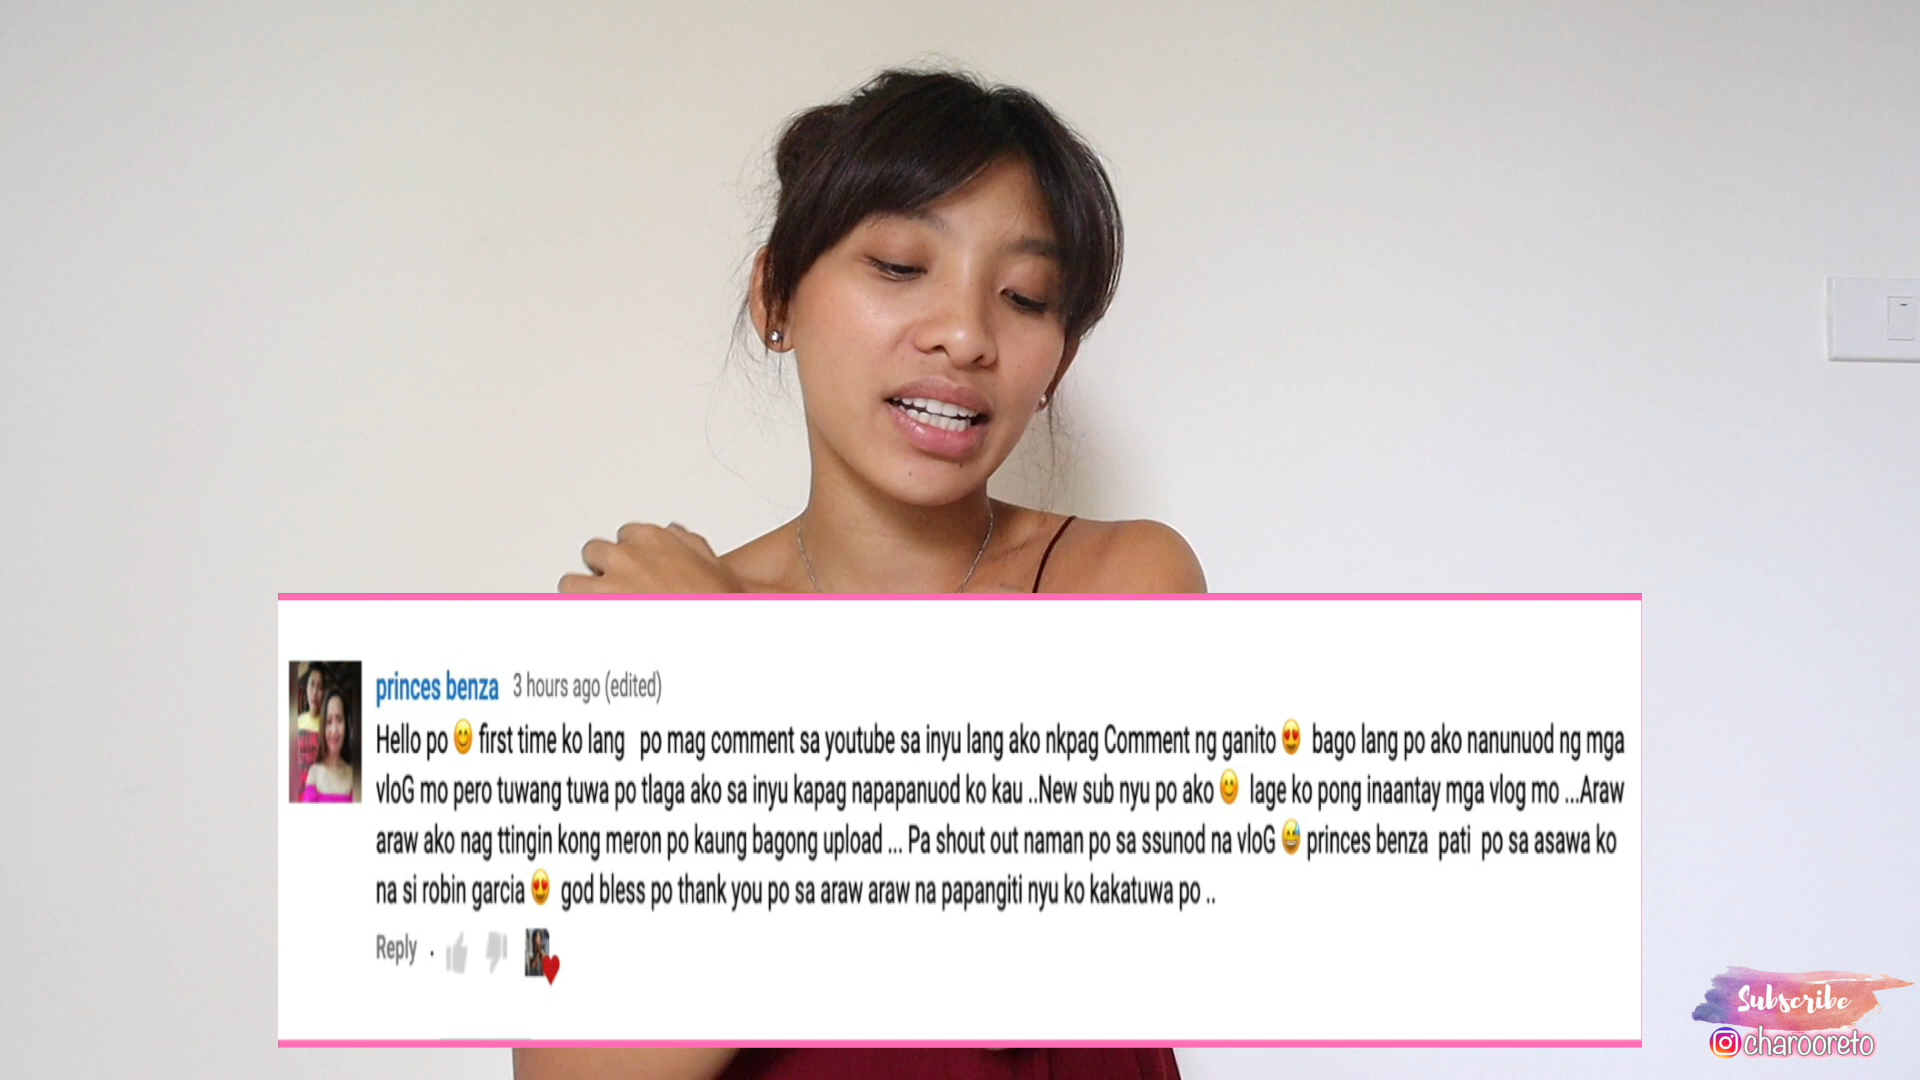 princes benza 3 hours ago (edited)
Hello po 😊 first time ko lang po mag comment sa youtube sa inyu lang ako nkpag Comment ng ganito 😍 bago lang po ako nanunuod ng mga
vloG mo pero tuwang tuwa po tlaga ako sa inyu kapag napapanuod ko kau ..New sub nyu po ako 😊 lage ko pong inaantay mga vlog mo ...Araw
araw ako nag ttingin kong meron po kaung bagong upload ... Pa shout out naman po sa ssunod na vloG 😅 princes benza pati po sa asawa ko
na si robin garcia 😍 god bless po thank you po sa araw araw na papangiti nyu ko kakatuwa po ..
Reply
Subscribe
charooreto